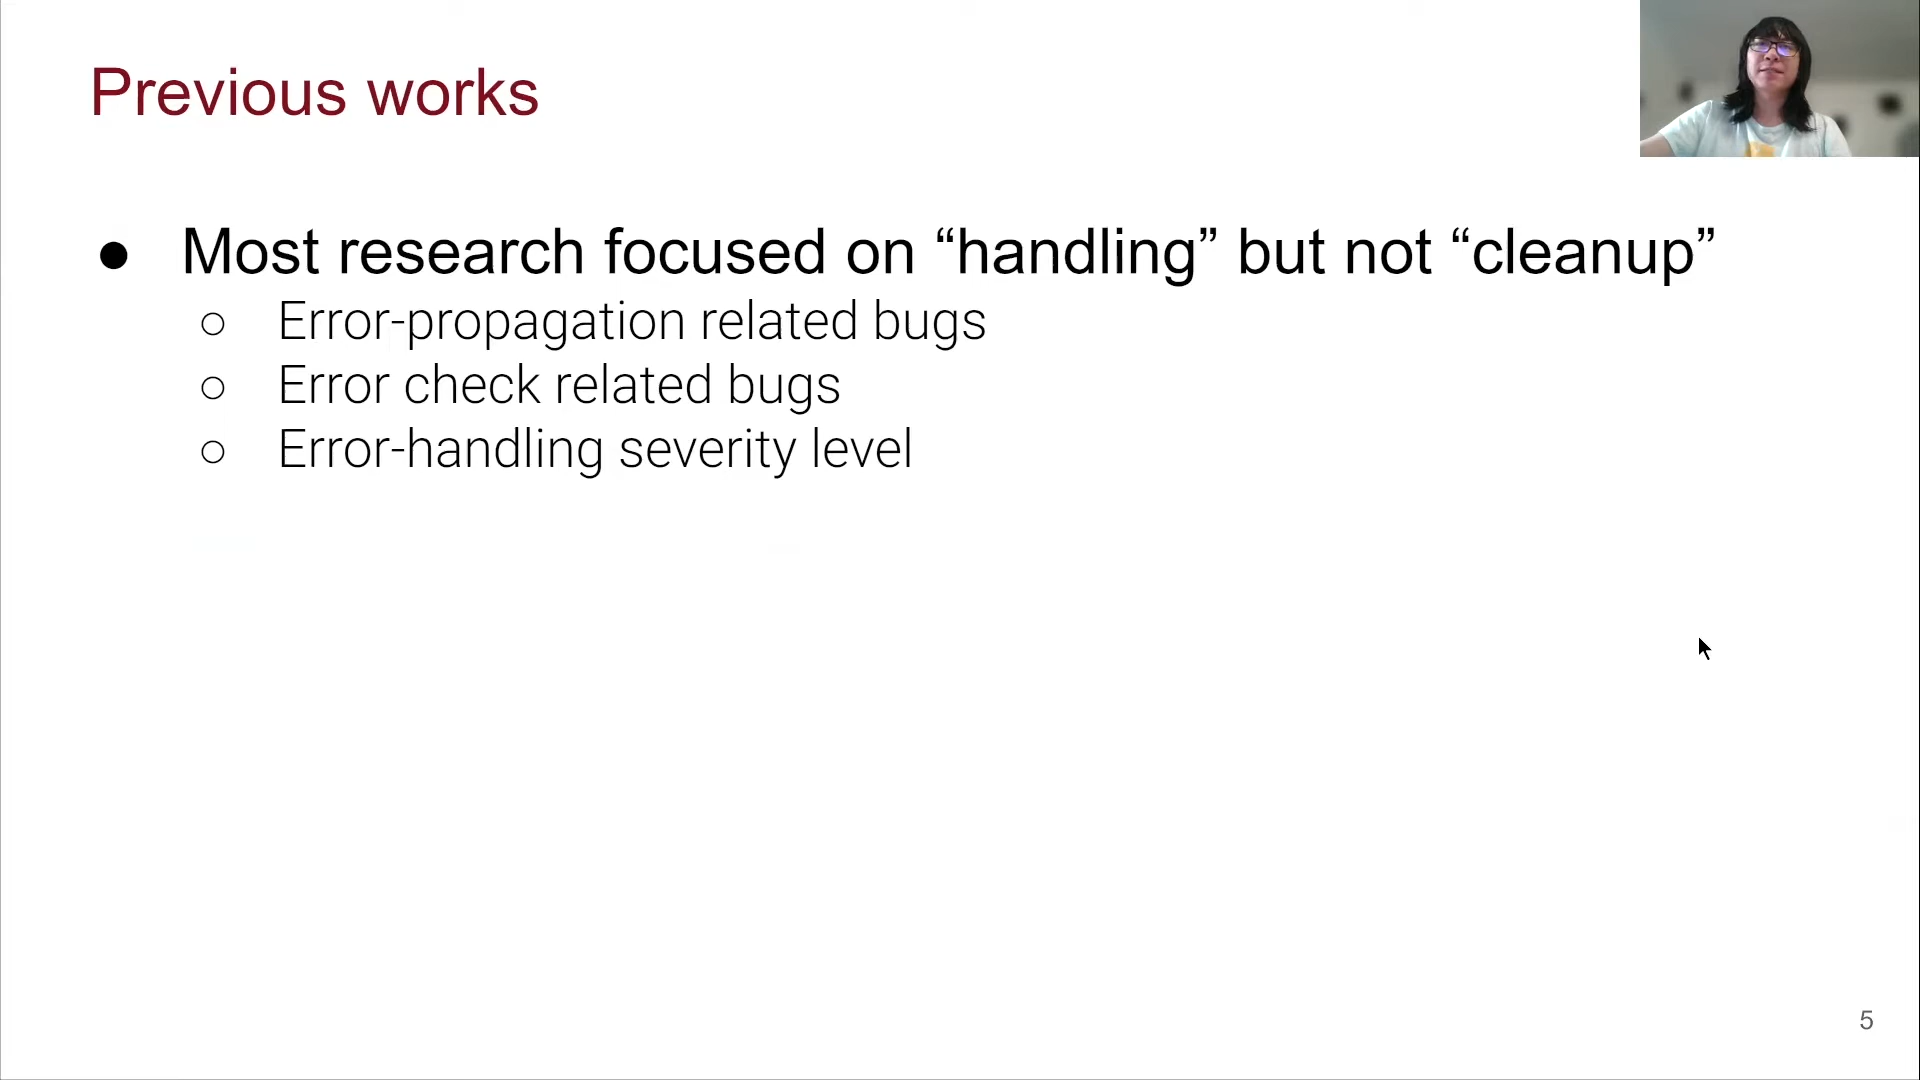 Previous works
● Most research focused on “handling” but not “cleanup”
○ Error-propagation related bugs
○ Error check related bugs
○ Error-handling severity level
5